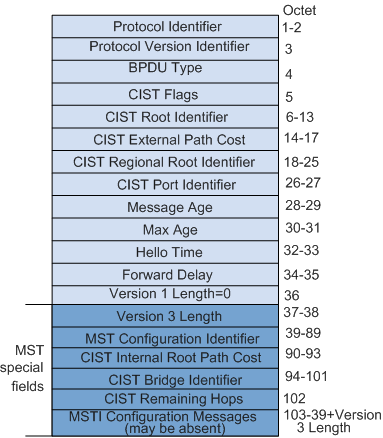 Octet
Protocol Identifier 1-2
Protocol Version Identifier 3
BPDU Type 4
CIST Flags 5
CIST Root Identifier 6-13
CIST External Path Cost 14-17
CIST Regional Root Identifier 18-25
CIST Port Identifier 26-27
Message Age 28-29
Max Age 30-31
Hello Time 32-33
Forward Delay 34-35
Version 1 Length=0 36
Version 3 Length 37-38
MST Configuration Identifier 39-89
CIST Internal Root Path Cost 90-93
CIST Bridge Identifier 94-101
CIST Remaining Hops 102
MSTI Configuration Messages 103-39+Version
(may be absent) 3 Length
MST
special
fields